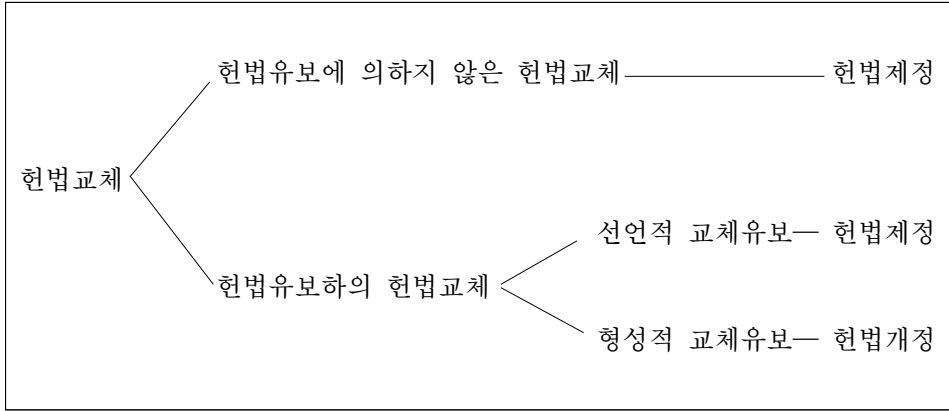 헌법유보에 의하지 않은 헌법교체 헌법제정
헌법교체
선언적 교체유보— 헌법제정
헌법유보하의 헌법교체
형성적 교체유보— 헌법개정